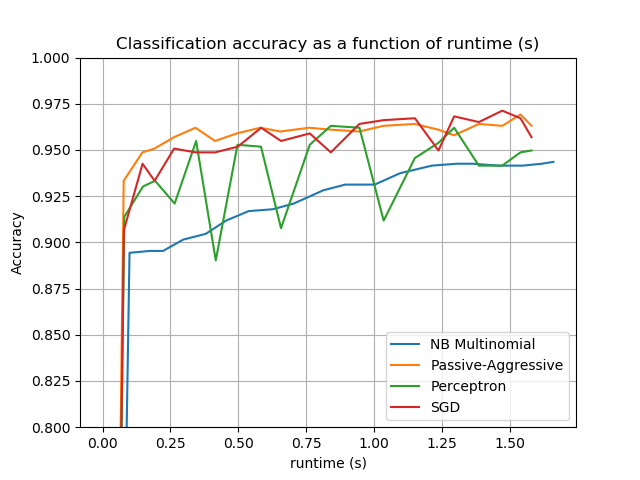 Classification accuracy as a function of runtime (s)
1.000
0.975
0.950
0.925
0.900
0.875
0.850
0.825
0.800
Accuracy
NB Multinomial
Passive-Aggressive
Perceptron
SGD
0.00 0.25 0.50 0.75 1.00 1.25 1.50
runtime (s)